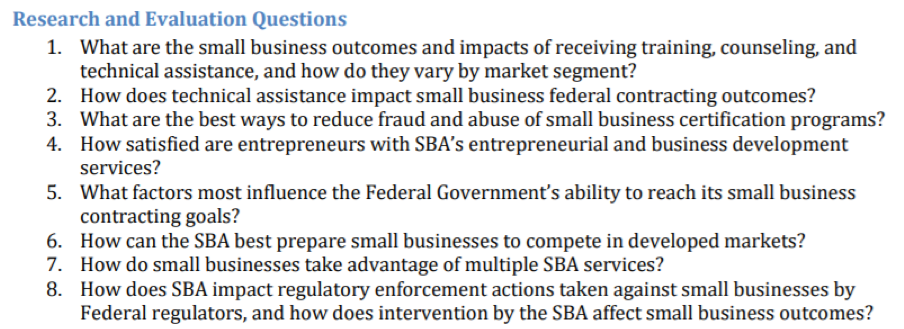 Research and Evaluation Questions
1. What are the small business outcomes and impacts of receiving training, counseling, and
technical assistance, and how do they vary by market segment?
2. How does technical assistance impact small business federal contracting outcomes?
3. What are the best ways to reduce fraud and abuse of small business certification programs?
4. How satisfied are entrepreneurs with SBA’s entrepreneurial and business development
services?
5. What factors most influence the Federal Government’s ability to reach its small business
contracting goals?
6. How can the SBA best prepare small businesses to compete in developed markets?
7. How do small businesses take advantage of multiple SBA services?
8. How does SBA impact regulatory enforcement actions taken against small businesses by
Federal regulators, and how does intervention by the SBA affect small business outcomes?